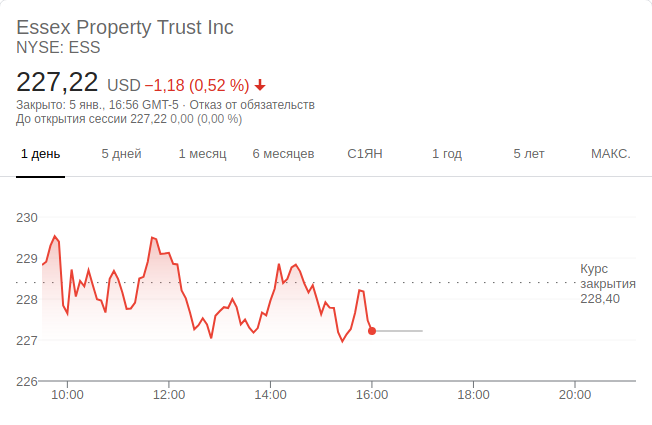 Essex Property Trust Inc
NYSE: ESS
227,22 USD −1,18 (0,52 %)
Закрыто: 5 янв., 16:56 GMT-5 · Отказ от обязательств
До открытия сессии 227,22 0,00 (0,00 %)
1 день 5 дней 1 месяц 6 месяцев С1ЯН 1 год 5 лет МАКС.
230
229
Курс
закрытия
228,40
228
227
226
10:00 12:00 14:00 16:00 18:00 20:00